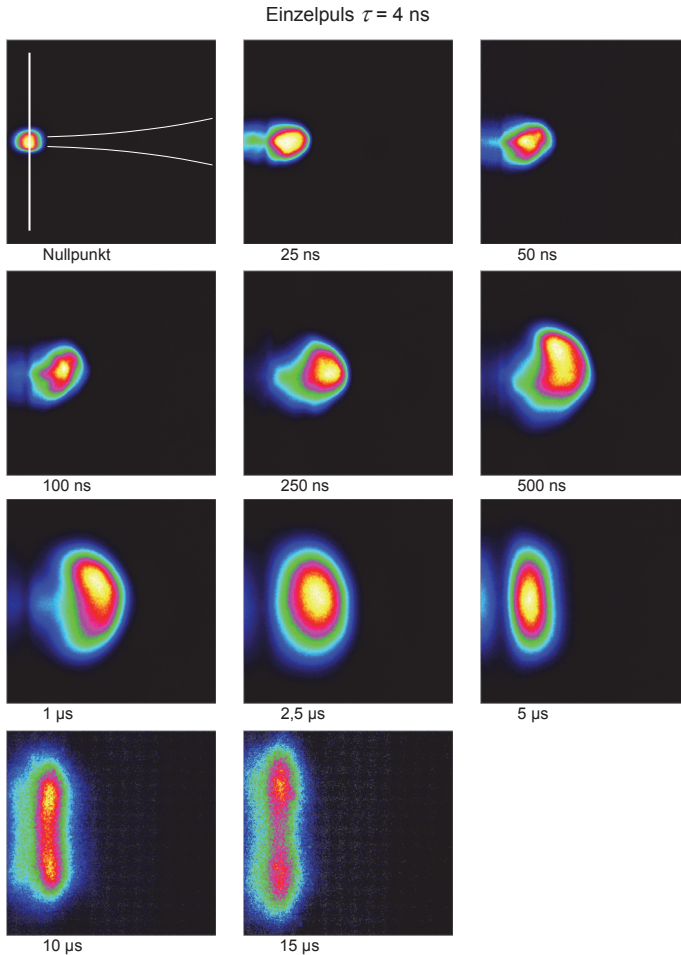 Einzelpuls τ = 4 ns
Nullpunkt
25 ns
50 ns
100 ns
250 ns
500 ns
1 µs
2,5 µs
5 µs
10 µs
15 µs